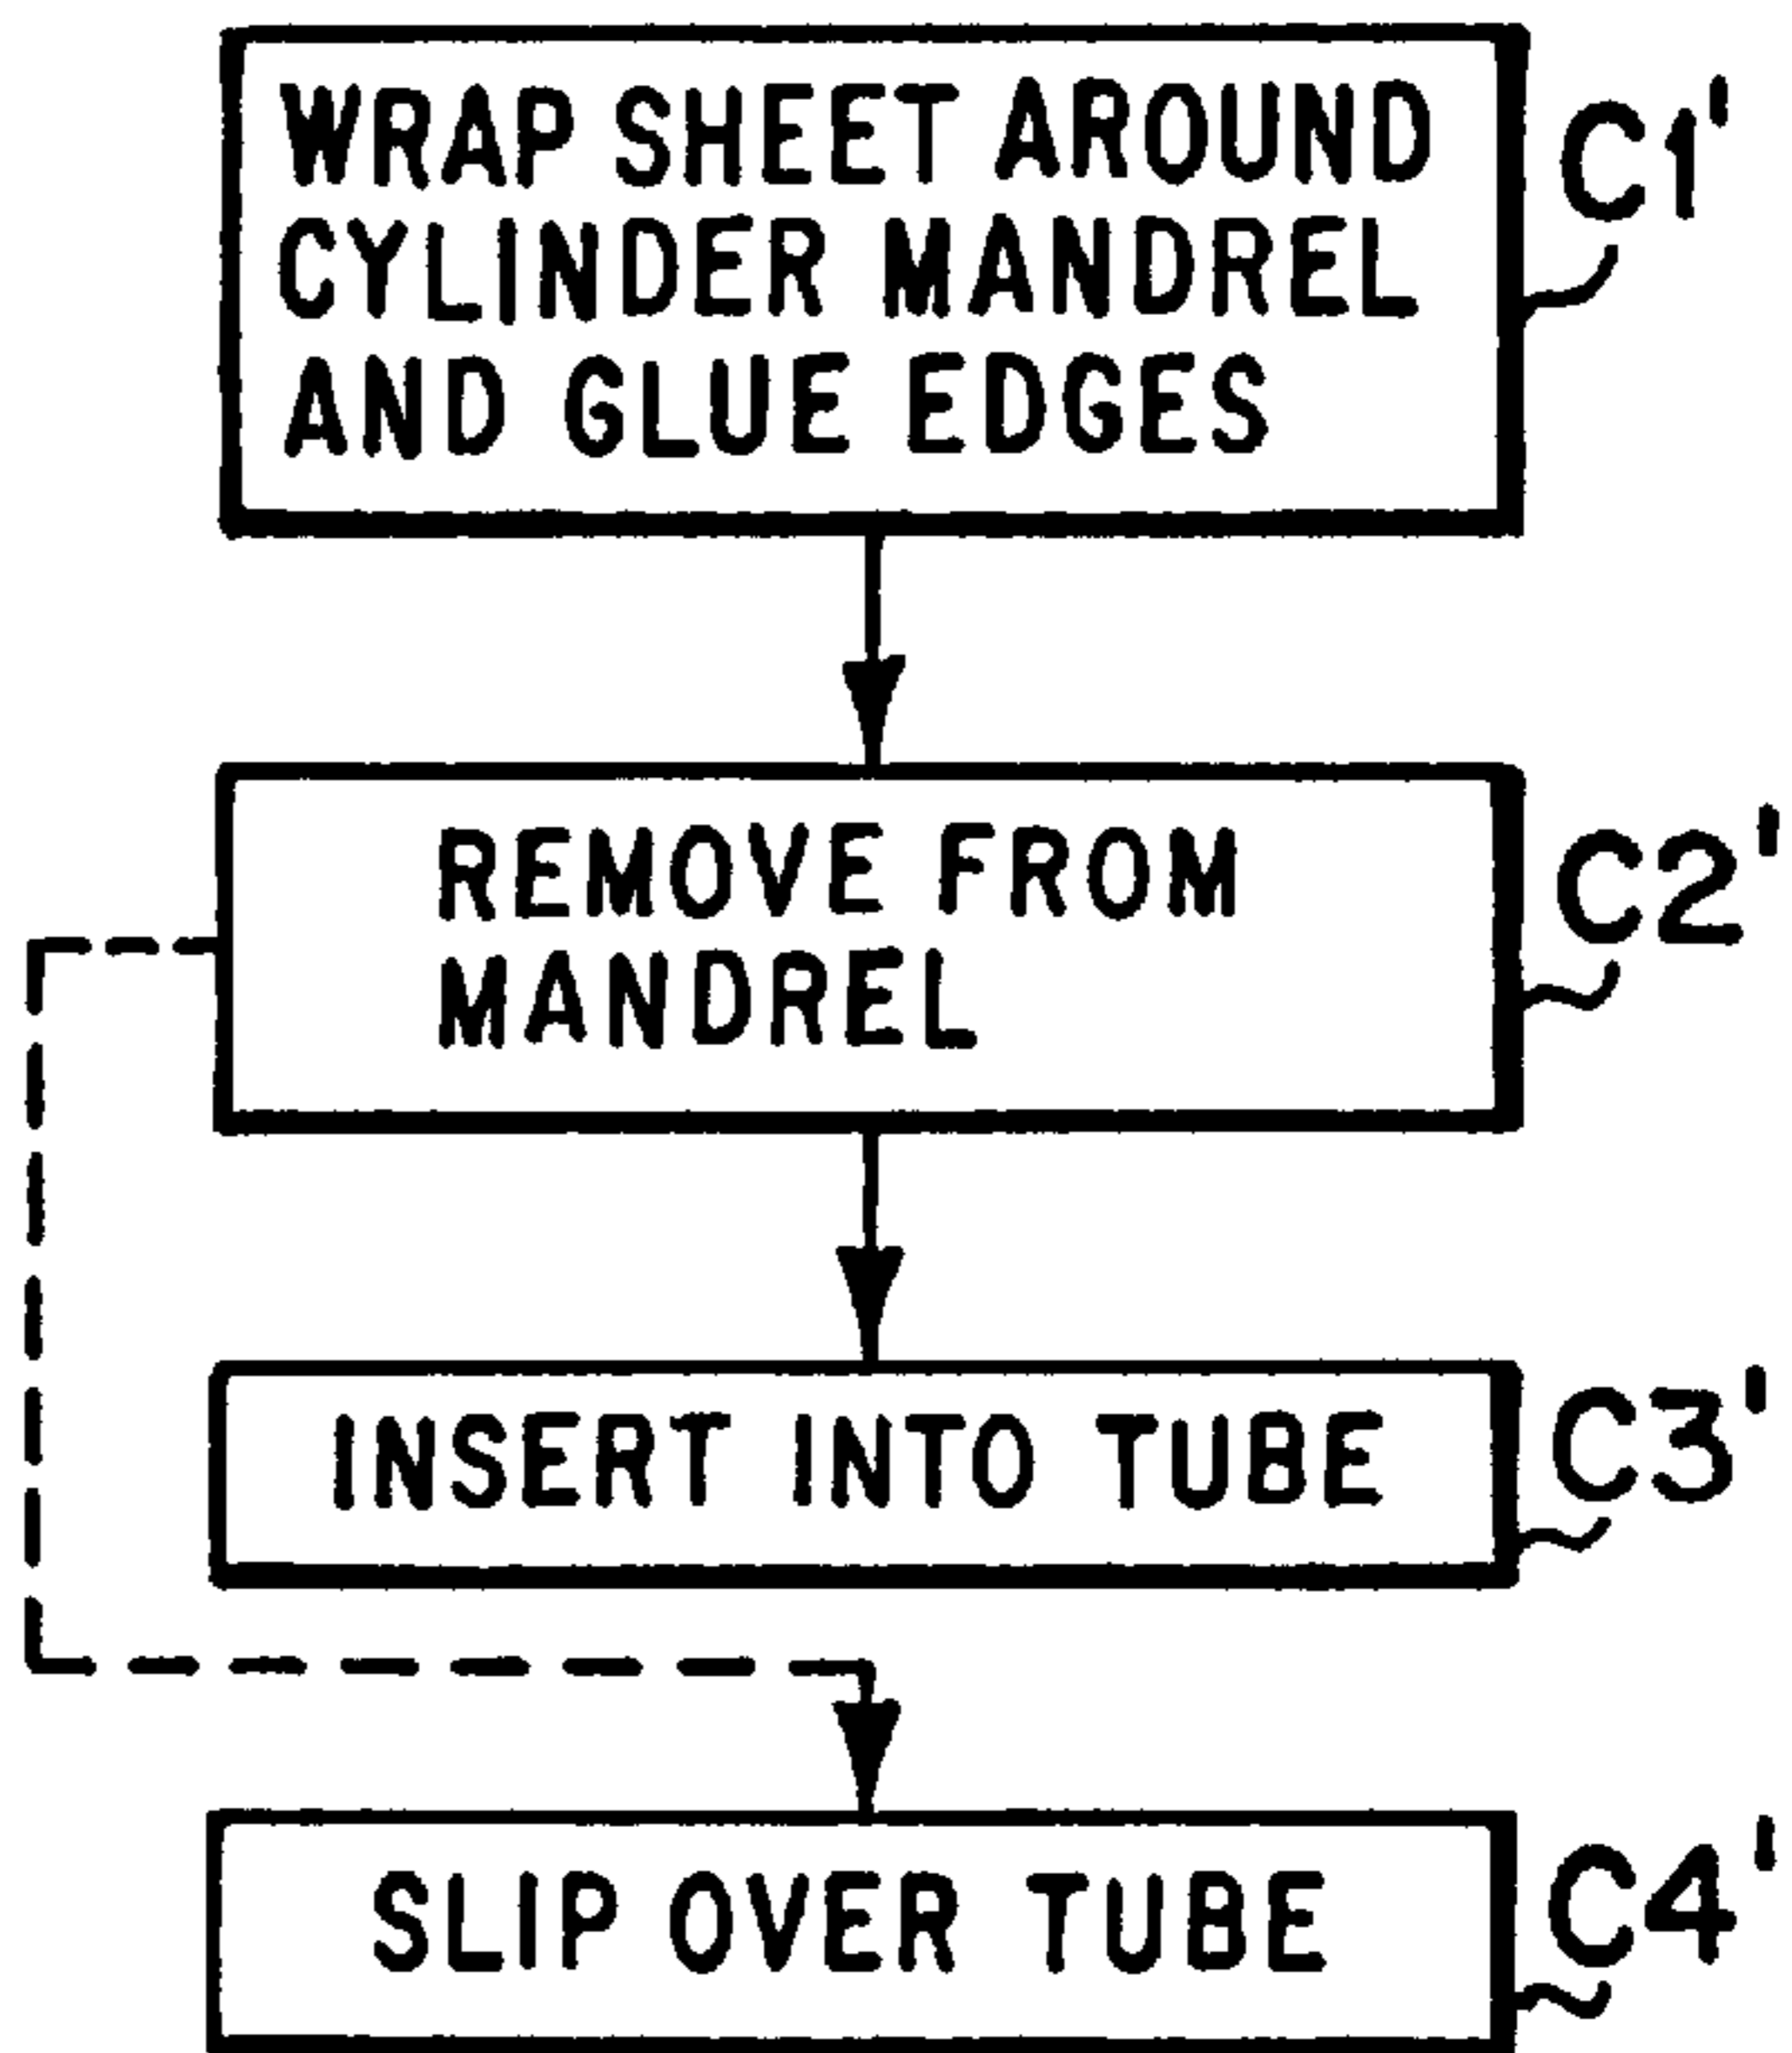 WRAP SHEET AROUND
CYLINDER MANDREL
AND GLUE EDGES
C1'
REMOVE FROM
MANDREL
C2'
INSERT INTO TUBE
C3'
SLIP OVER TUBE
C4'